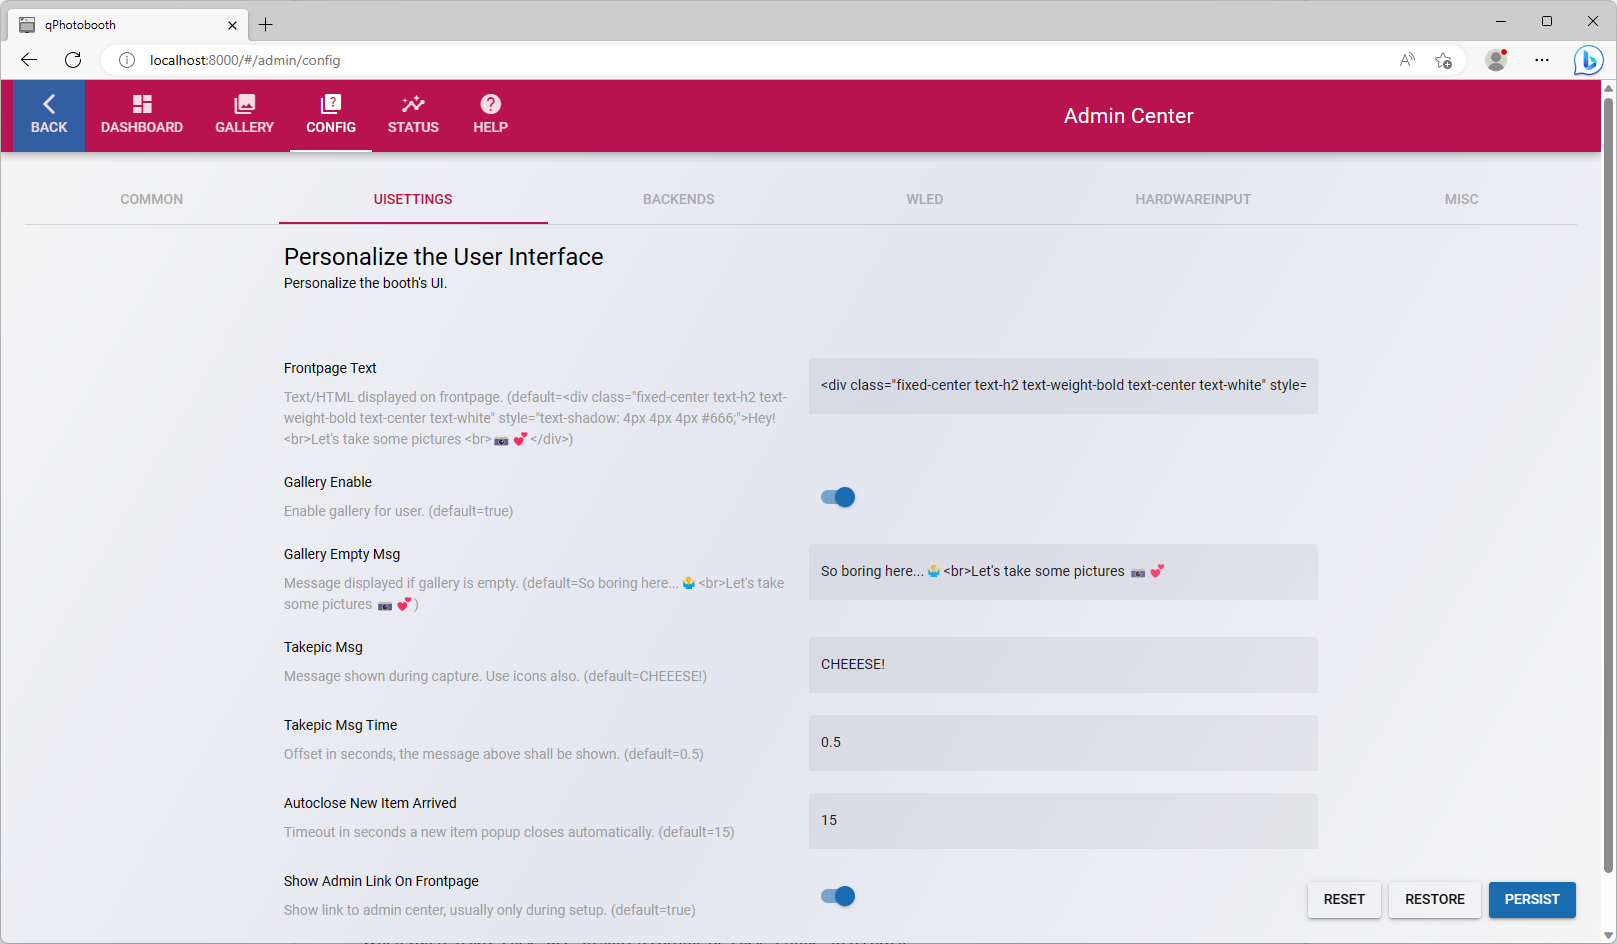 qPhotobooth
localhost:8000/#/admin/config
BACK
DASHBOARD
GALLERY
CONFIG
STATUS
HELP
Admin Center
COMMON
UISETTINGS
BACKENDS
WLED
HARDWAREINPUT
MISC
Personalize the User Interface
Personalize the booth's UI.
Frontpage Text
Text/HTML displayed on frontpage. (default=<div class="fixed-center text-h2 text-
weight-bold text-center text-white" style="text-shadow: 4px 4px 4px #666;">Hey!
<br>Let's take some pictures <br>📷 💕</div>)
<div class="fixed-center text-h2 text-weight-bold text-center text-white" style=
Gallery Enable
Enable gallery for user. (default=true)
Gallery Empty Msg
Message displayed if gallery is empty. (default=So boring here...🤷‍♂️<br>Let's take
some pictures 📷 💕)
So boring here...🤷‍♂️<br>Let's take some pictures 📷 💕
Takepic Msg
Message shown during capture. Use icons also. (default=CHEEESE!)
CHEEESE!
Takepic Msg Time
Offset in seconds, the message above shall be shown. (default=0.5)
0.5
Autoclose New Item Arrived
Timeout in seconds a new item popup closes automatically. (default=15)
15
Show Admin Link On Frontpage
Show link to admin center, usually only during setup. (default=true)
RESET
RESTORE
PERSIST